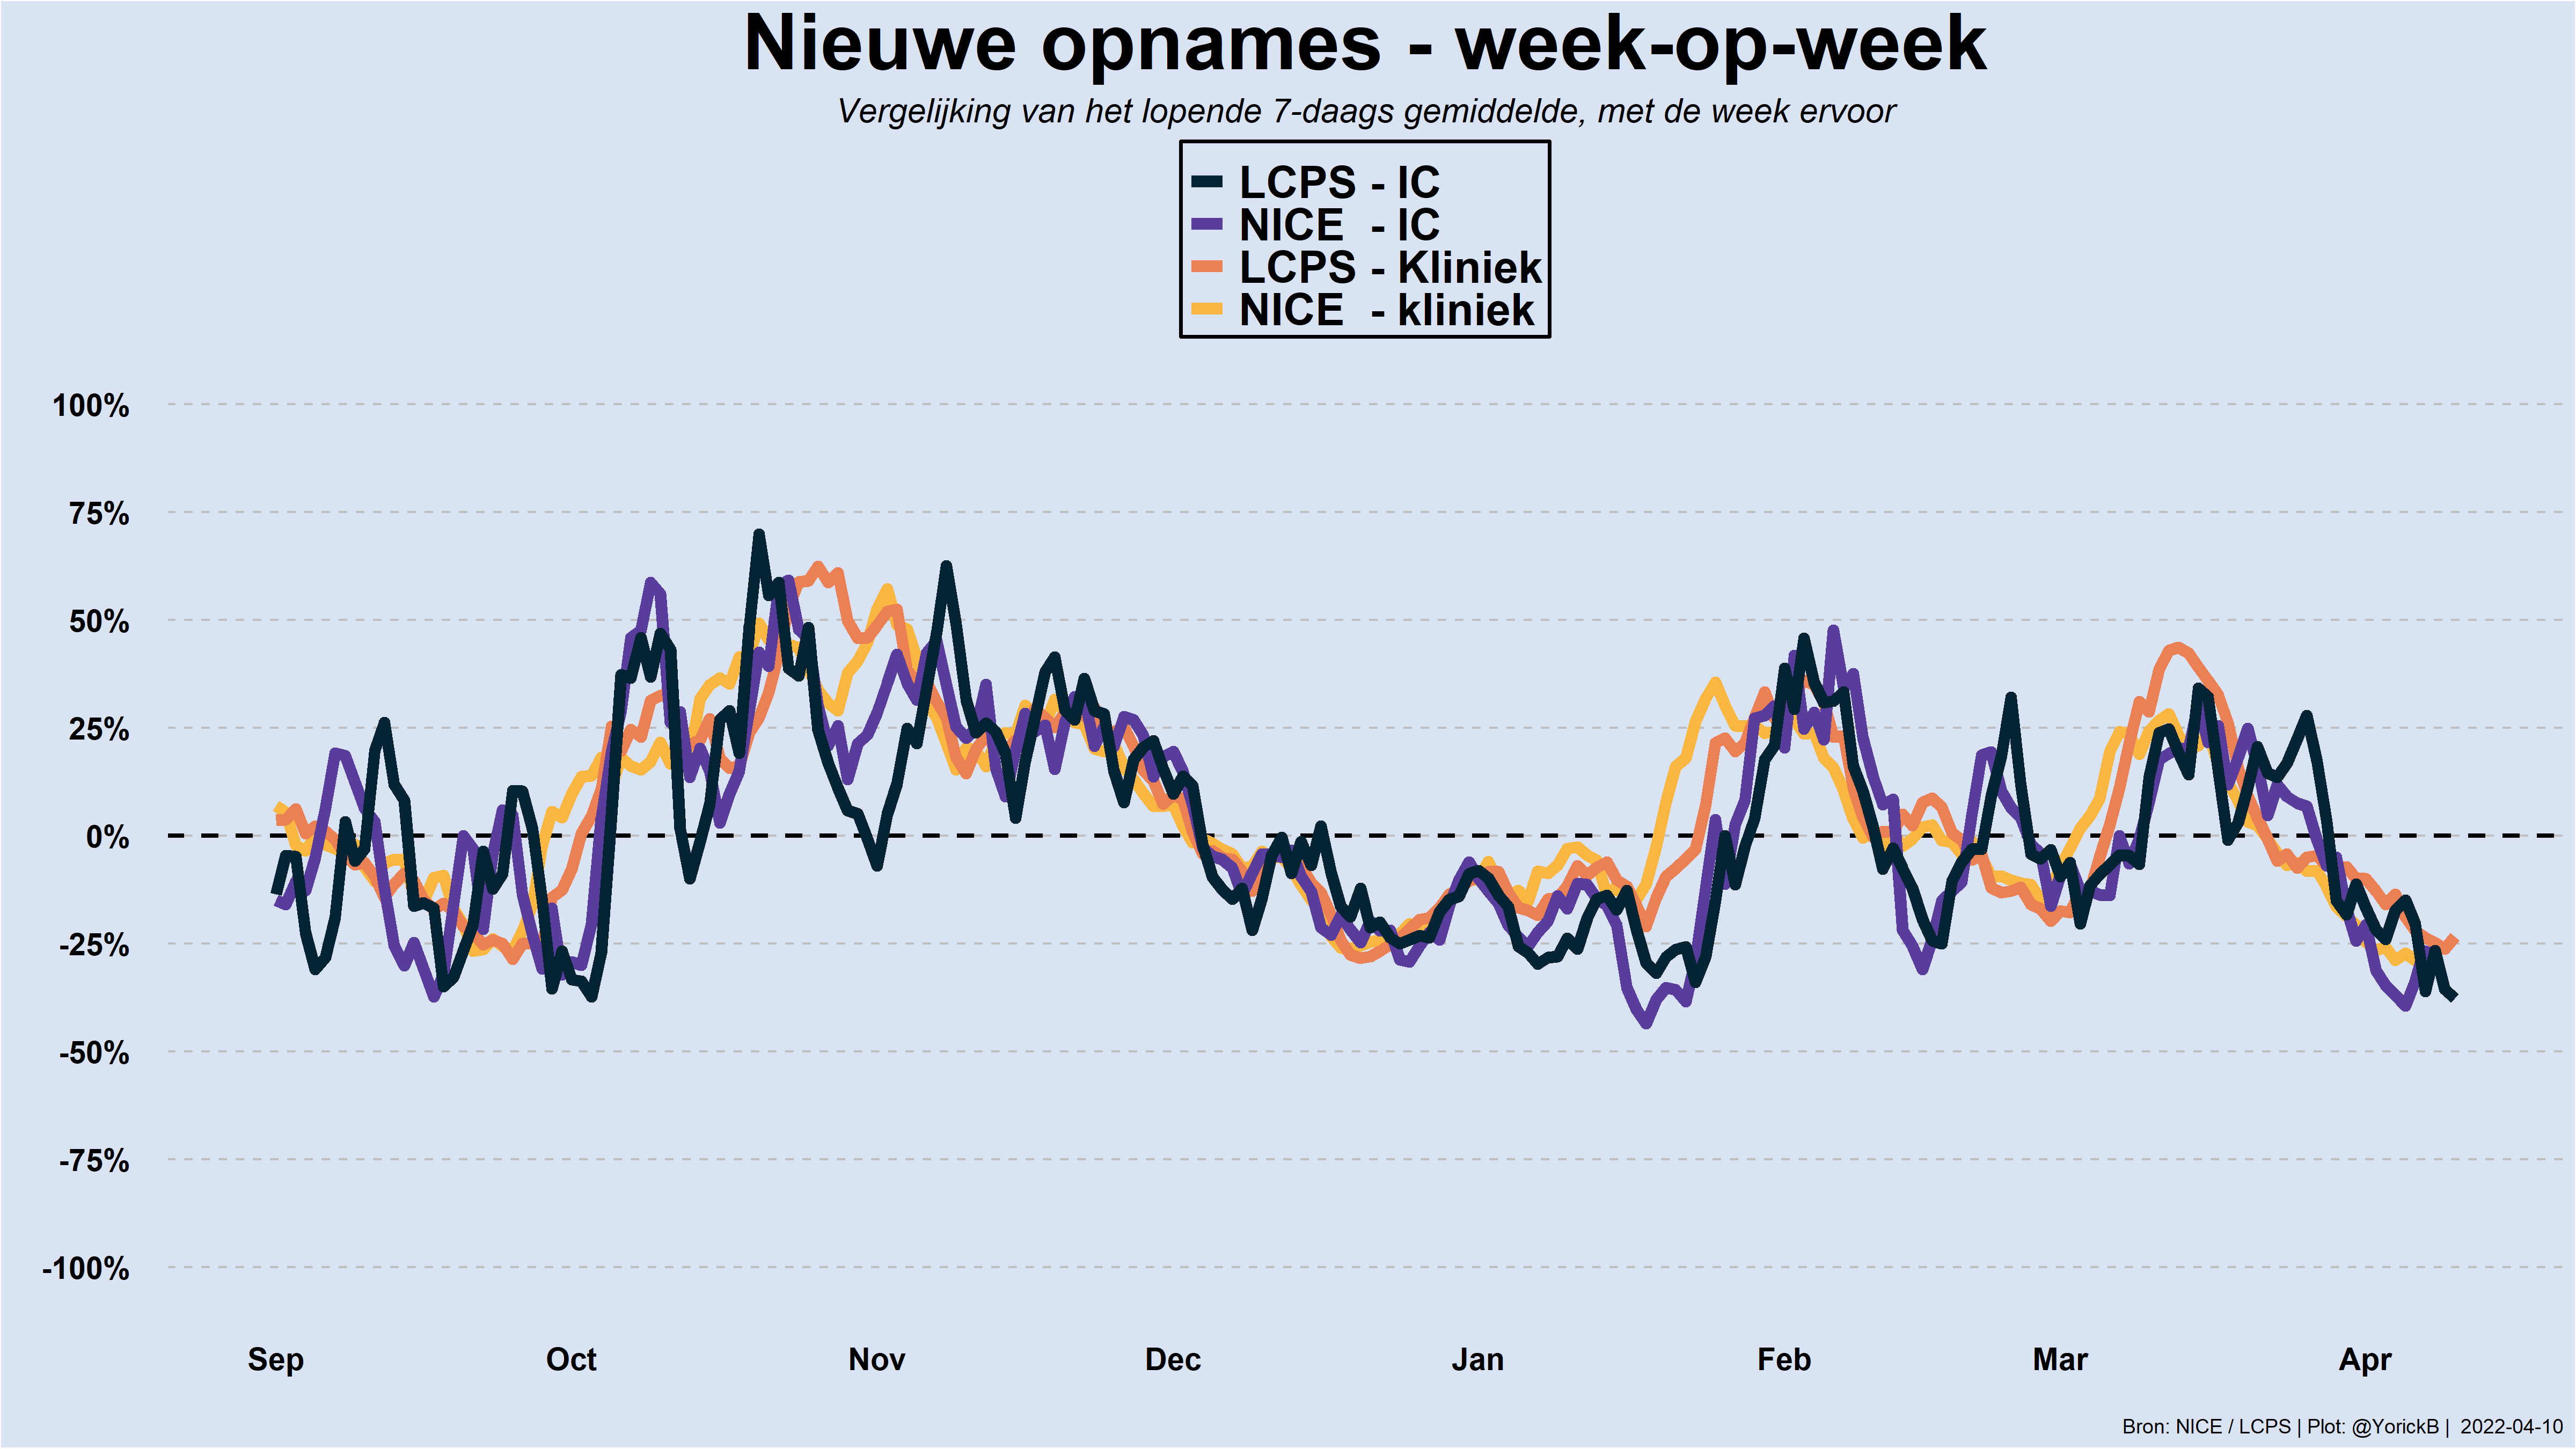 Nieuwe opnames - week-op-week
Vergelijking van het lopende 7-daags gemiddelde, met de week ervoor
LCPS - IC
NICE - IC
LCPS - Kliniek
NICE - kliniek
100%
75%
50%
25%
0%
-25%
-50%
-75%
-100%
Sep Oct Nov Dec Jan Feb Mar Apr
Bron: NICE / LCPS | Plot: @YorickB | 2022-04-10